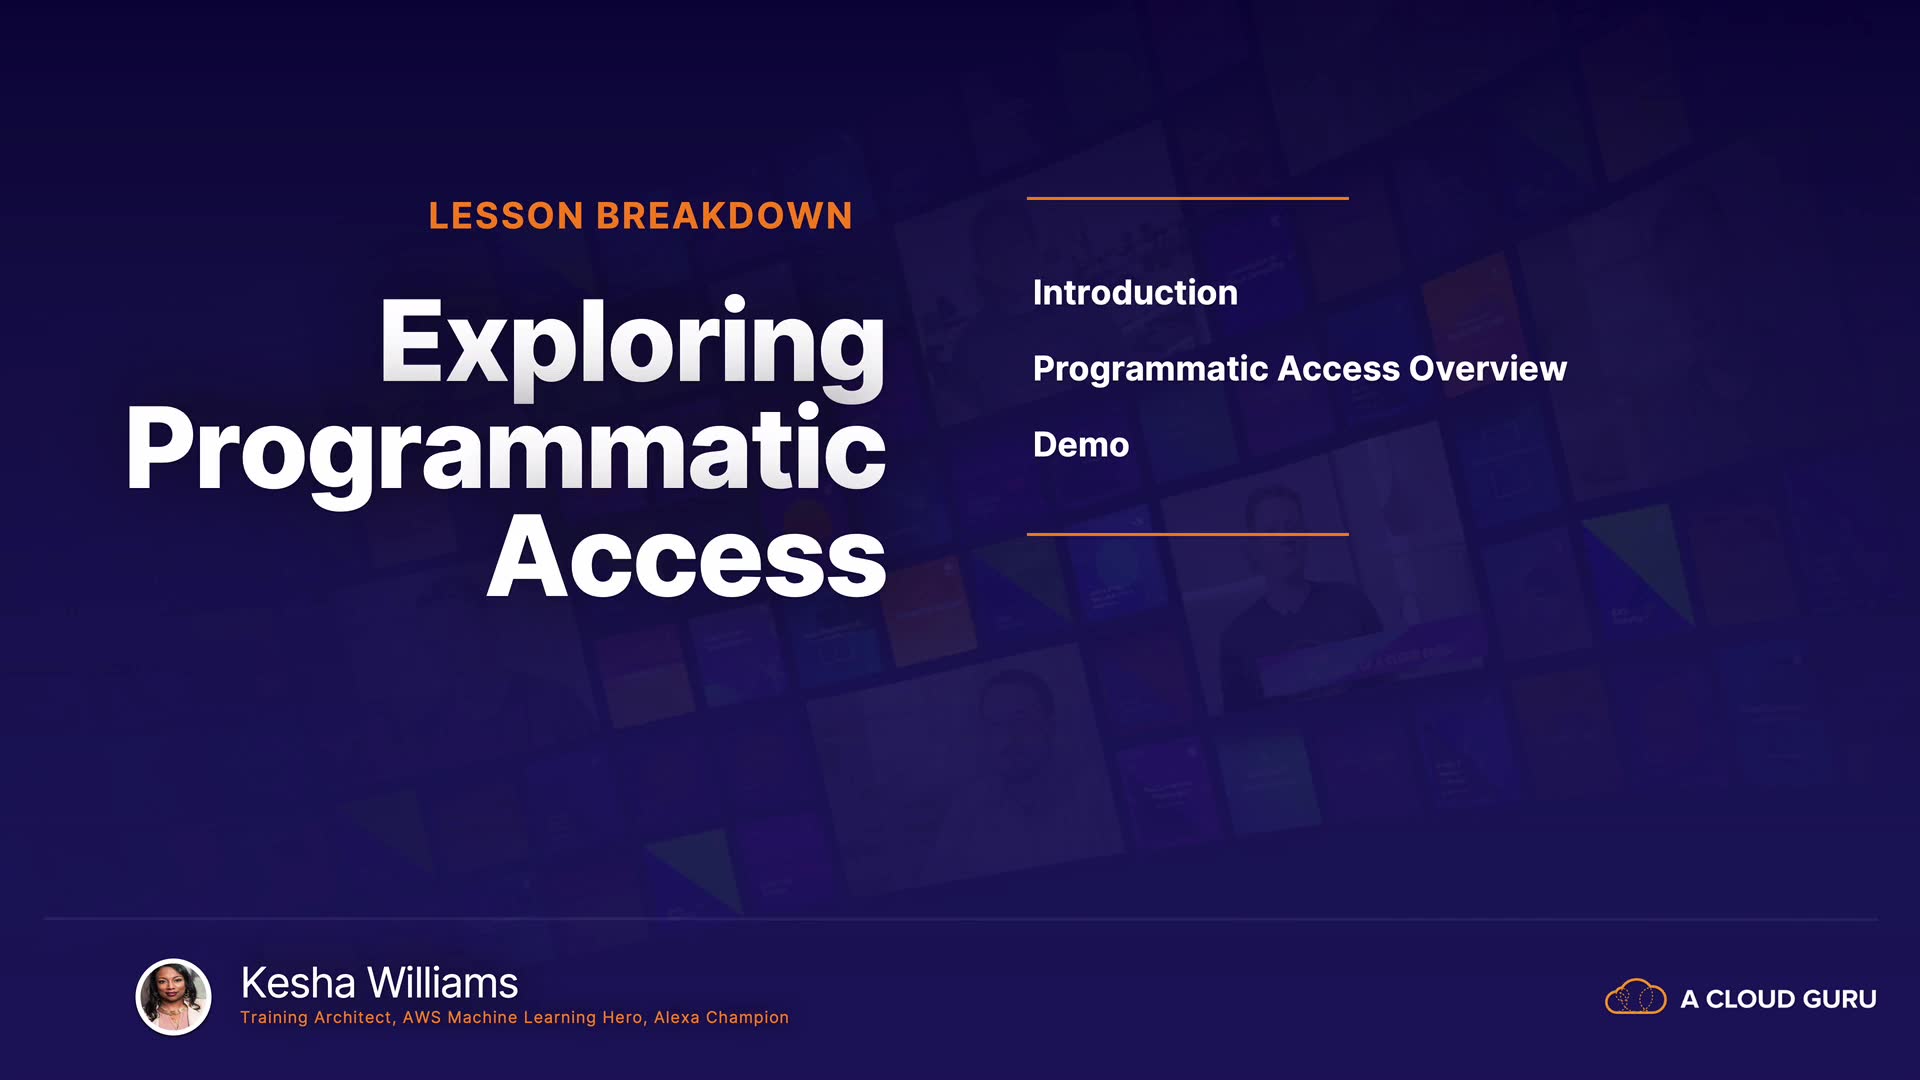 LESSON BREAKDOWN
Exploring
Programmatic
Access
Introduction
Programmatic Access Overview
Demo
Kesha Williams
Training Architect, AWS Machine Learning Hero, Alexa Champion
A CLOUD GURU